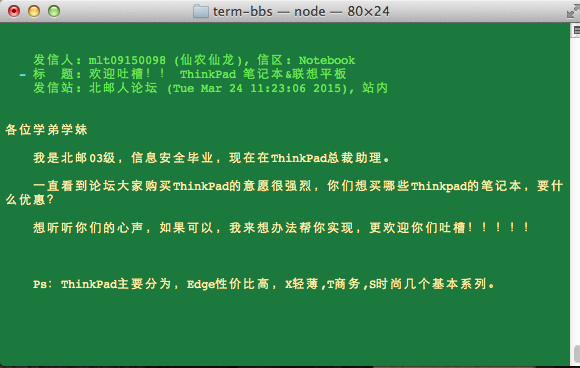 term-bbs — node — 80×24
发信人: mlt09150098 (仙农仙龙), 信区: Notebook
- 标  题: 欢迎吐槽！！ ThinkPad 笔记本&联想平板
发信站: 北邮人论坛 (Tue Mar 24 11:23:06 2015), 站内
各位学弟学妹
我是北邮03级，信息安全毕业，现在在ThinkPad总裁助理。
一直看到论坛大家购买ThinkPad的意愿很强烈，你们想买哪些Thinkpad的笔记本，要什
么优惠？
想听听你们的心声，如果可以，我来想办法帮你实现，更欢迎你们吐槽！！！！！
Ps: ThinkPad主要分为，Edge性价比高，X轻薄,T商务,S时尚几个基本系列。